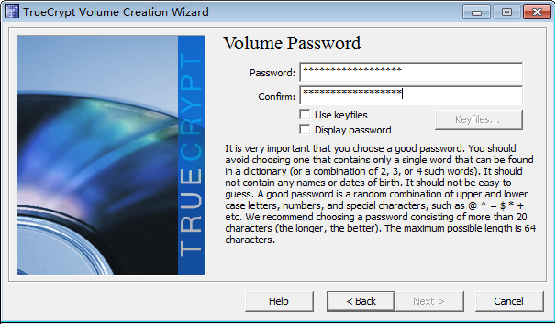 TrueCrypt Volume Creation Wizard
Volume Password
Password: ******************
Confirm: ******************
Use keyfiles
Keyfiles...
Display password
It is very important that you choose a good password. You should
avoid choosing one that contains only a single word that can be found
in a dictionary (or a combination of 2, 3, or 4 such words). It should
not contain any names or dates of birth. It should not be easy to
guess. A good password is a random combination of upper and lower
case letters, numbers, and special characters, such as @ ^ = $ * +
etc. We recommend choosing a password consisting of more than 20
characters (the longer, the better). The maximum possible length is 64
characters.
TRUECRYPT
Help
< Back
Next >
Cancel